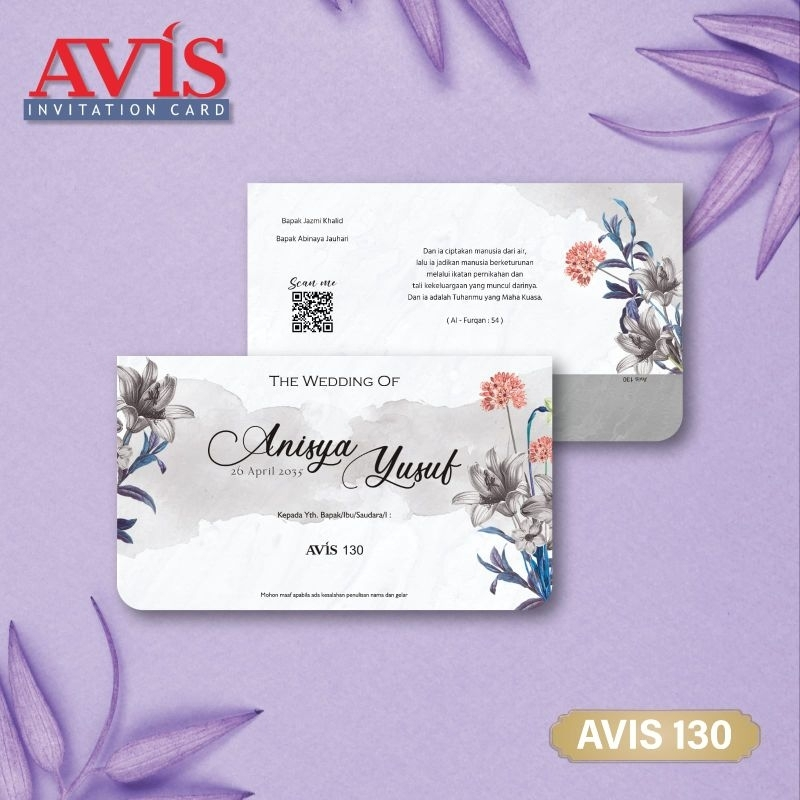 AVIS
INVITATION CARD
Bapak Jazmi Khalid
Bapak Abinaya Jauhari
Scan me
Dan ia ciptakan manusia dari air,
lalu ia jadikan manusia berketurunan
melalui ikatan pernikahan dan
tali kekeluargaan yang muncul darinya.
Dan ia adalah Tuhanmu yang Maha Kuasa.
( Al - Furqan : 54 )
Avis 130
THE WEDDING OF
Anisya
Yusuf
26 April 2035
Kepada Yth. Bapak/Ibu/Saudara/I :
AVIS 130
Mohon maaf apabila ada kesalahan penulisan nama dan gelar
AVIS 130